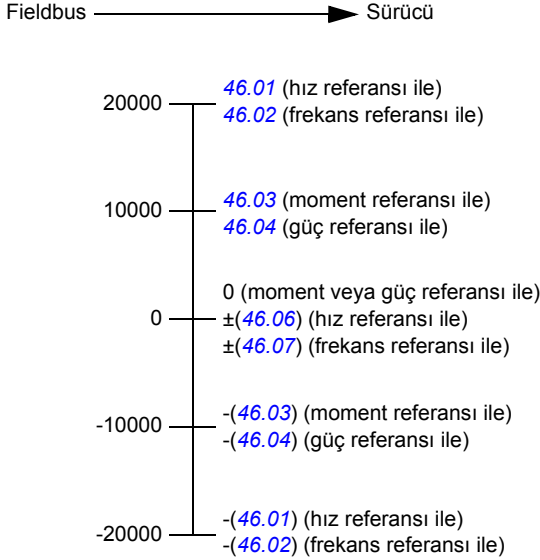 Fieldbus Sürücü
46.01 (hız referansı ile)
20000
46.02 (frekans referansı ile)
46.03 (moment referansı ile)
10000
46.04 (güç referansı ile)
0 (moment veya güç referansı ile)
0 ±(46.06) (hız referansı ile)
±(46.07) (frekans referansı ile)
-(46.03) (moment referansı ile)
-10000
-(46.04) (güç referansı ile)
-(46.01) (hız referansı ile)
-20000
-(46.02) (frekans referansı ile)